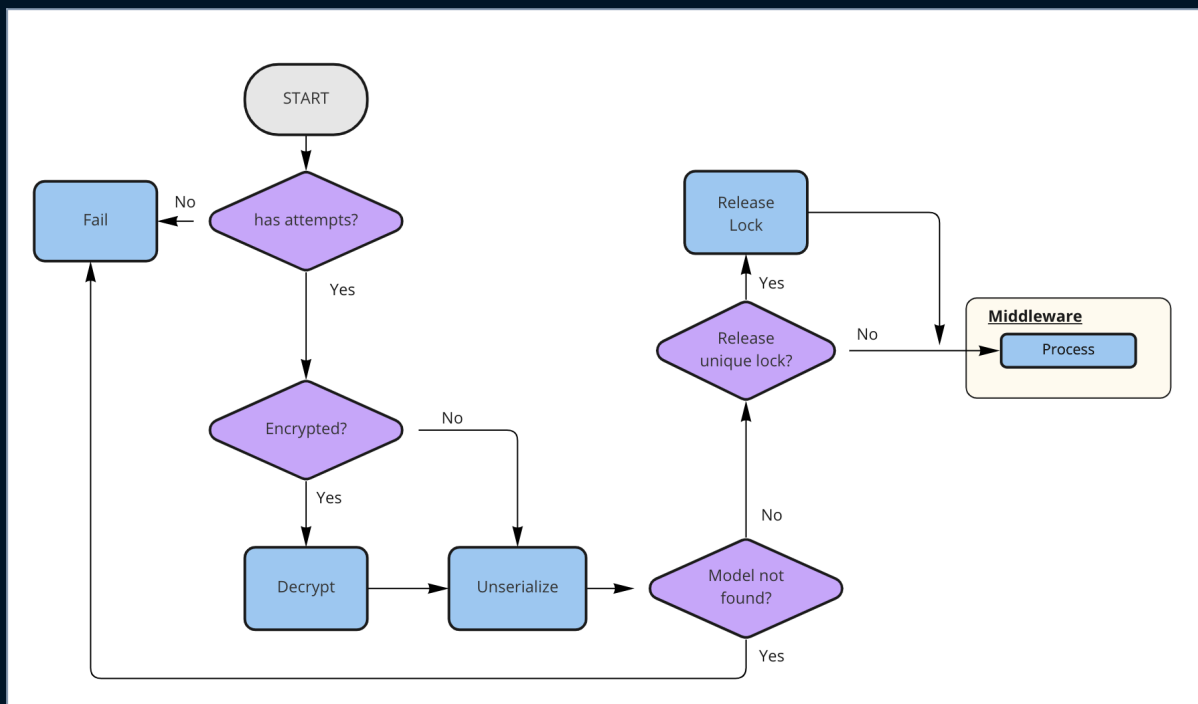 START
No
Fail
has attempts?
Yes
Encrypted?
No
Yes
Decrypt
Unserialize
Model not
found?
Yes
No
Release
unique lock?
Yes
Release
Lock
No
Middleware
Process